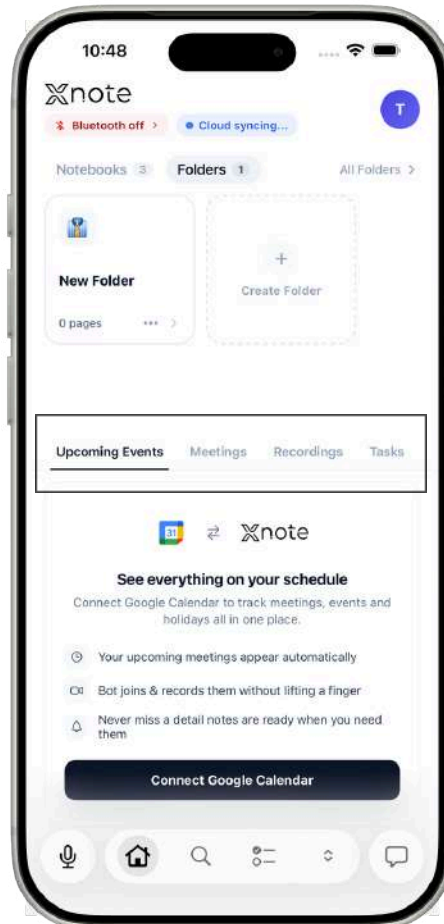 10:48
Xnote
Bluetooth off >
Cloud syncing...
T
Notebooks 3
Folders 1
All Folders >
New Folder
0 pages ... >
+
Create Folder
Upcoming Events
Meetings
Recordings
Tasks
31
Xnote
See everything on your schedule
Connect Google Calendar to track meetings, events and
holidays all in one place.
Your upcoming meetings appear automatically
Bot joins & records them without lifting a finger
Never miss a detail notes are ready when you need
them
Connect Google Calendar